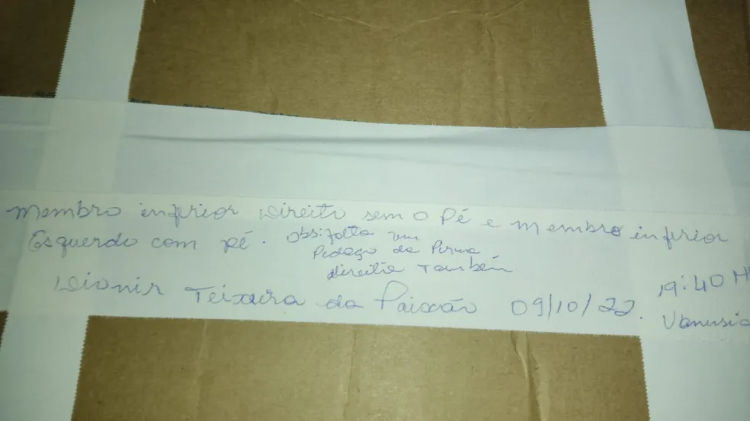 Membro inferior direito sem o Pé e membro inferior
Esquerdo com pé. Obs: falta um
Pedaço da Perna
direita Também
Dionir Teixeira da Paixão 09/10/22.
19:40 H